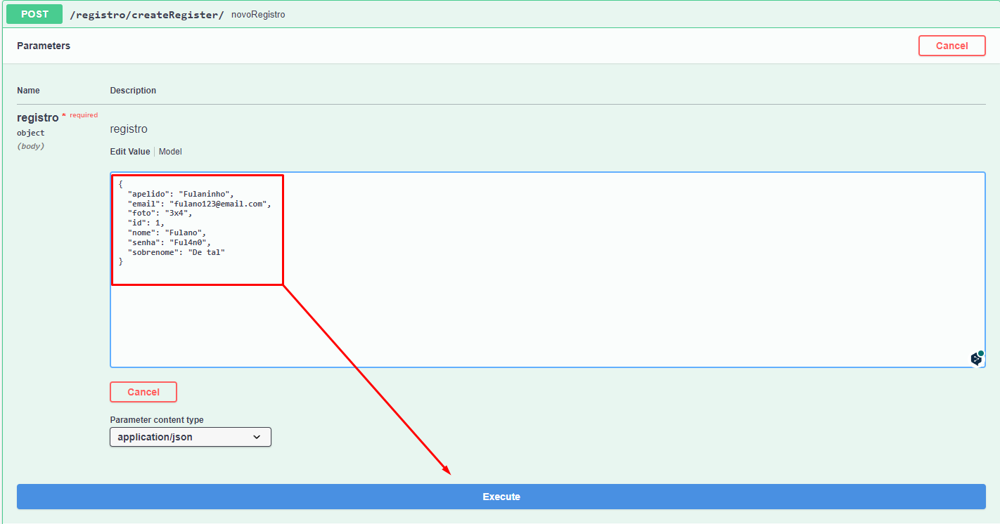 POST /registro/createRegister/ novoRegistro
Parameters Cancel
Name Description
registro * required
object
(body)
registro
Edit Value Model
{
"apelido": "Fulaninho",
"email": "fulano123@email.com",
"foto": "3x4",
"id": 1,
"nome": "Fulano",
"senha": "Ful4n0",
"sobrenome": "De tal"
}
Cancel
Parameter content type
application/json
Execute